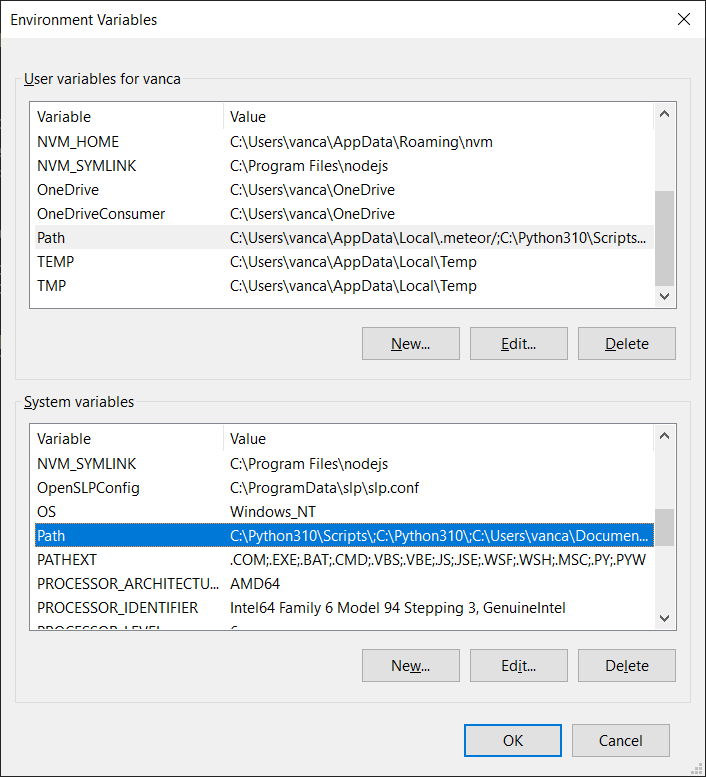 Environment Variables
User variables for vanca
Variable Value
NVM_HOME C:\Users\vanca\AppData\Roaming\nvm
NVM_SYMLINK C:\Program Files\nodejs
OneDrive C:\Users\vanca\OneDrive
OneDriveConsumer C:\Users\vanca\OneDrive
Path C:\Users\vanca\AppData\Local\.meteor/;C:\Python310\Scripts...
TEMP C:\Users\vanca\AppData\Local\Temp
TMP C:\Users\vanca\AppData\Local\Temp
New... Edit... Delete
System variables
Variable Value
NVM_SYMLINK C:\Program Files\nodejs
OpenSLPConfig C:\ProgramData\slp\slp.conf
OS Windows_NT
Path C:\Python310\Scripts\;C:\Python310\;C:\Users\vanca\Documen...
PATHEXT .COM;.EXE;.BAT;.CMD;.VBS;.VBE;.JS;.JSE;.WSF;.WSH;.MSC;.PY;.PYW
PROCESSOR_ARCHITECTU... AMD64
PROCESSOR_IDENTIFIER Intel64 Family 6 Model 94 Stepping 3, GenuineIntel
New... Edit... Delete
OK Cancel